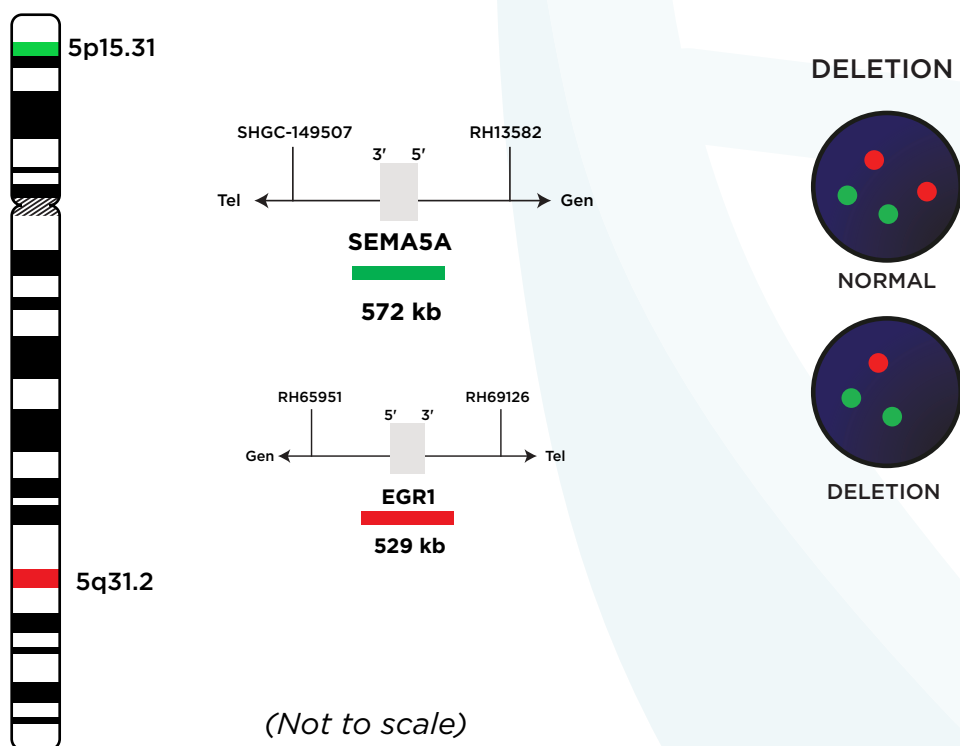 5p15.31
DELETION
SHGC-149507
RH13582
3' 5'
Tel
Gen
SEMA5A
572 kb
NORMAL
RH65951
RH69126
5' 3'
Gen
Tel
EGR1
529 kb
DELETION
5q31.2
(Not to scale)